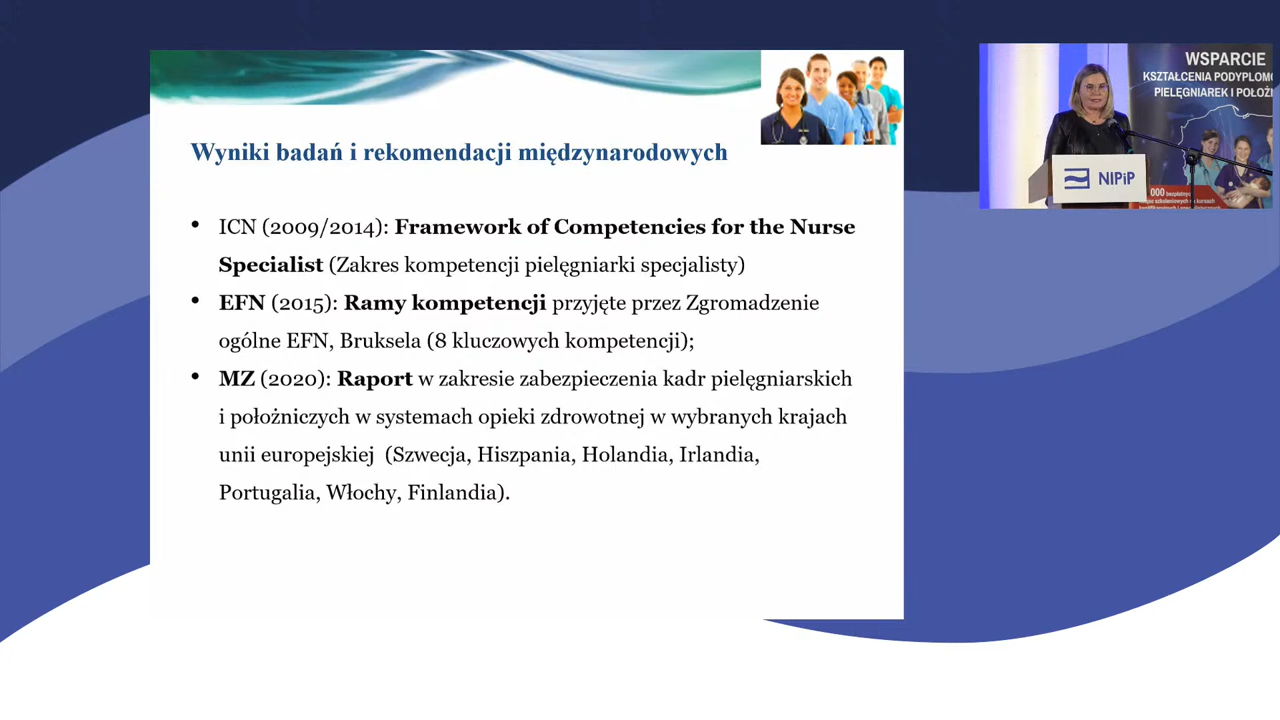 Wyniki badań i rekomendacji międzynarodowych
• ICN (2009/2014): Framework of Competencies for the Nurse
Specialist (Zakres kompetencji pielęgniarki specjalisty)
• EFN (2015): Ramy kompetencji przyjęte przez Zgromadzenie
ogólne EFN, Bruksela (8 kluczowych kompetencji);
• MZ (2020): Raport w zakresie zabezpieczenia kadr pielęgniarskich
i położniczych w systemach opieki zdrowotnej w wybranych krajach
unii europejskiej (Szwecja, Hiszpania, Holandia, Irlandia,
Portugalia, Włochy, Finlandia).
WSPARCIE
KSZTAŁCENIA PODYPLOMO
PIELĘGNIAREK I POŁOŻ
NIPiP
000 bezpłatnych